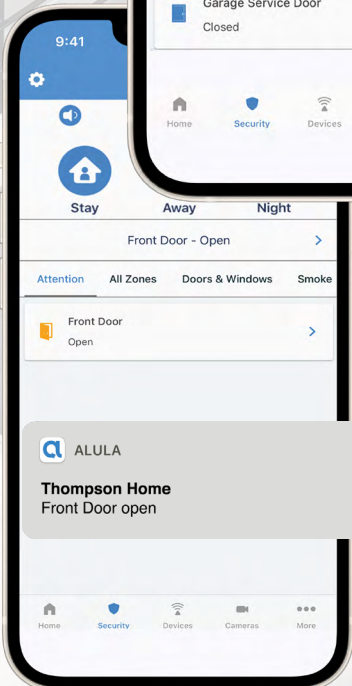 Garage Service Door
Closed
Home Security Devices
9:41
Stay Away Night
Front Door - Open
Attention All Zones Doors & Windows Smoke
Front Door
Open
ALULA
Thompson Home
Front Door open
Home Security Devices Cameras More